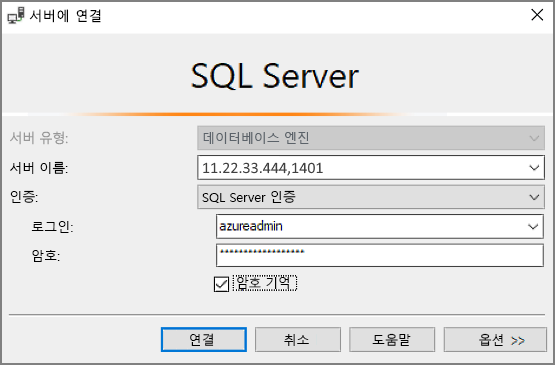 서버에 연결
SQL Server
서버 유형: 데이터베이스 엔진
서버 이름: 11.22.33.444,1401
인증: SQL Server 인증
로그인: azureadmin
암호: ******************
암호 기억
연결 취소 도움말 옵션 >>